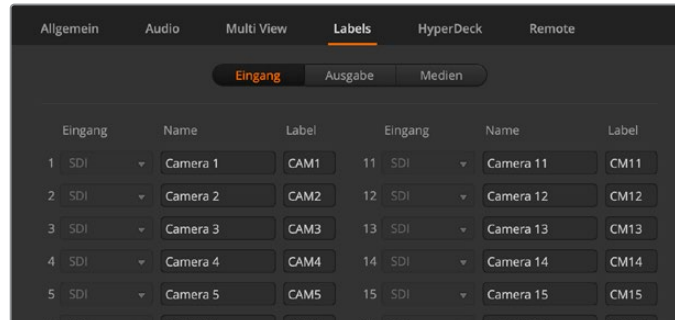 Allgemein Audio Multi View Labels HyperDeck Remote
Eingang Ausgabe Medien
Eingang Name Label Eingang Name Label
1 SDI Camera 1 CAM1 11 SDI Camera 11 CM11
2 SDI Camera 2 CAM2 12 SDI Camera 12 CM12
3 SDI Camera 3 CAM3 13 SDI Camera 13 CM13
4 SDI Camera 4 CAM4 14 SDI Camera 14 CM14
5 SDI Camera 5 CAM5 15 SDI Camera 15 CM15